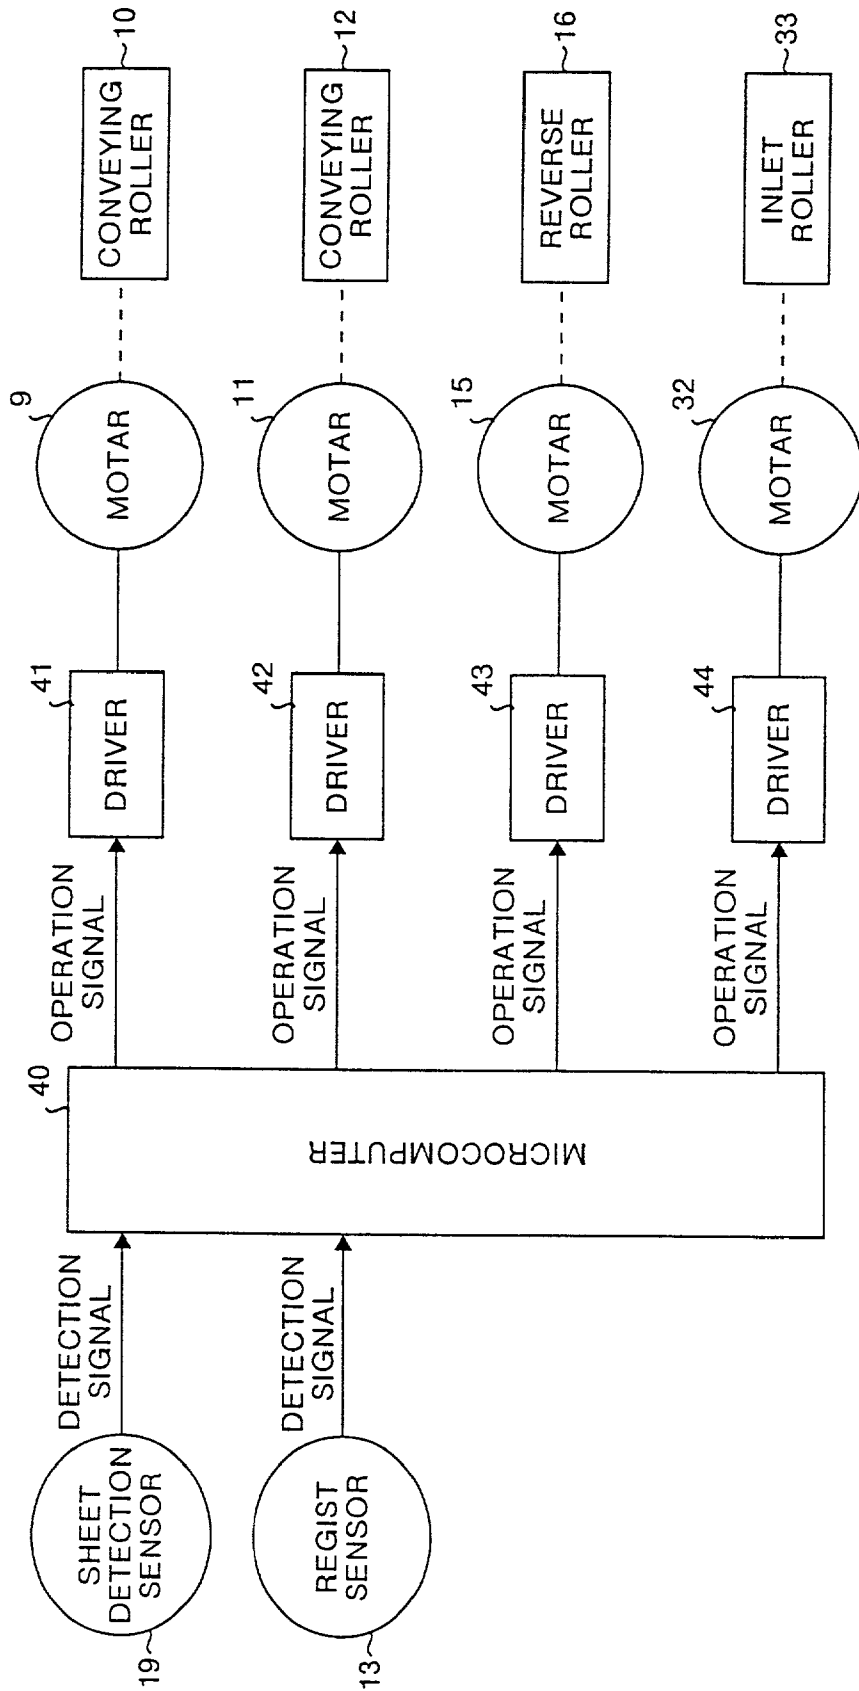 SHEET
DETECTION
SENSOR
19
DETECTION
SIGNAL
REGIST
SENSOR
13
DETECTION
SIGNAL
40
MICROCOMPUTER
OPERATION
SIGNAL
41
DRIVER
9
MOTAR
CONVEYING
ROLLER
10
OPERATION
SIGNAL
42
DRIVER
11
MOTAR
CONVEYING
ROLLER
12
OPERATION
SIGNAL
43
DRIVER
15
MOTAR
REVERSE
ROLLER
16
OPERATION
SIGNAL
44
DRIVER
32
MOTAR
INLET
ROLLER
33